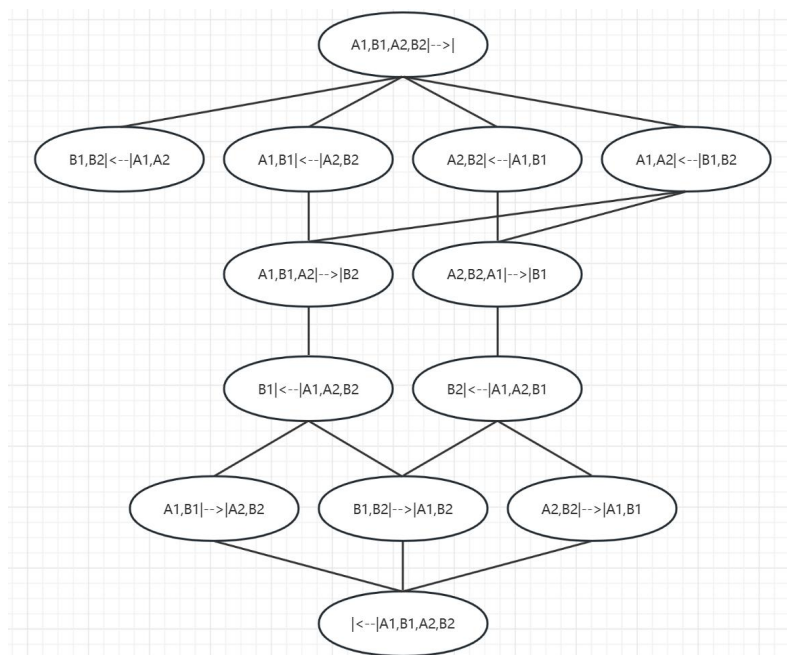 A1,B1,A2,B2|-->|
B1,B2|<--|A1,A2
A1,B1|<--|A2,B2
A2,B2|<--|A1,B1
A1,A2|<--|B1,B2
A1,B1,A2|-->|B2
A2,B2,A1|-->|B1
B1|<--|A1,A2,B2
B2|<--|A1,A2,B1
A1,B1|-->|A2,B2
B1,B2|-->|A1,B2
A2,B2|-->|A1,B1
|<--|A1,B1,A2,B2